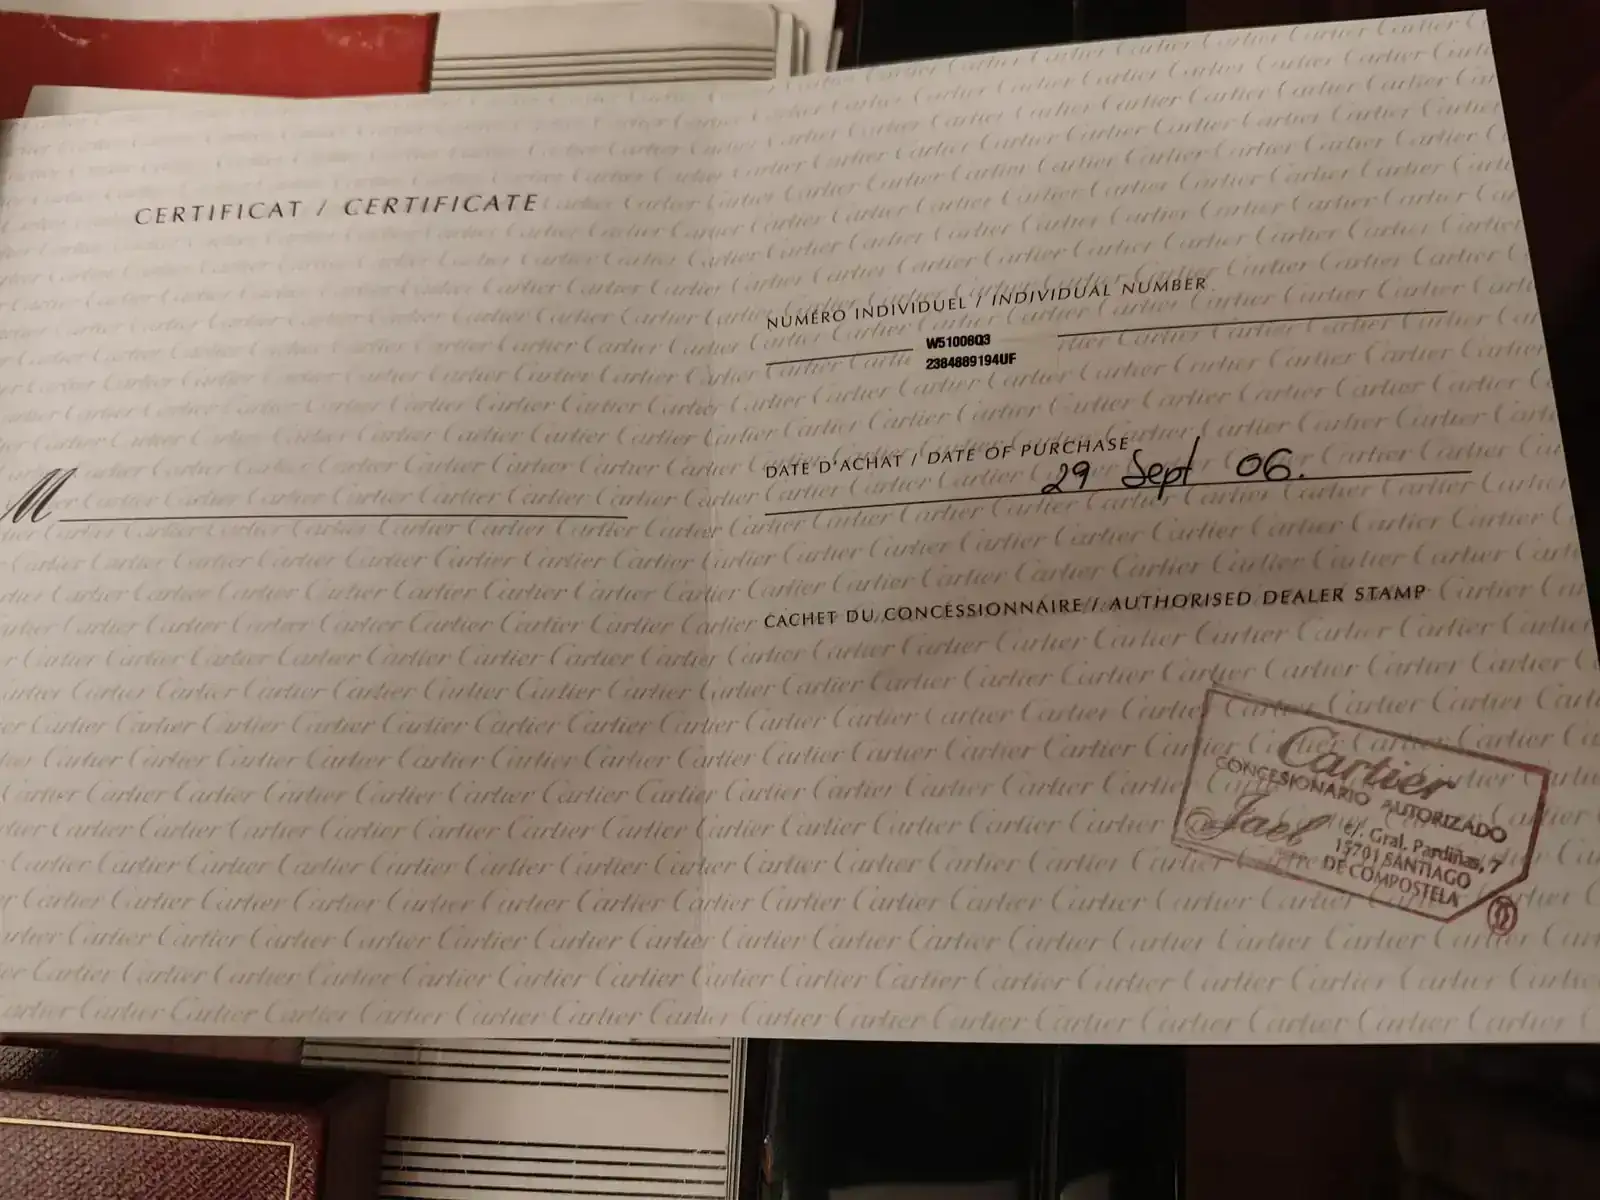 CERTIFICAT / CERTIFICATE
M
NUMÉRO INDIVIDUEL / INDIVIDUAL NUMBER
W51008Q3
2384889194UF
DATE D'ACHAT / DATE OF PURCHASE
29 Sept 06.
CACHET DU CONCESSIONNAIRE / AUTHORISED DEALER STAMP
Cartier
CONCESIONARIO AUTORIZADO
Jael
c/. Gral. Pardiñas, 7
15701 SANTIAGO
DE COMPOSTELA